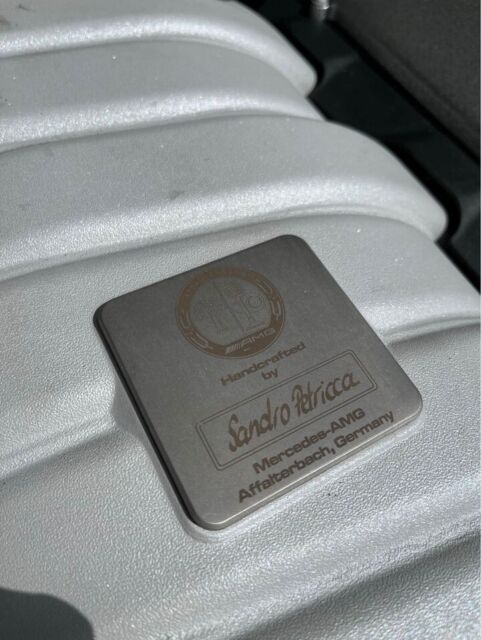 AMG
Handcrafted
by
Sandro Petricca
Mercedes-AMG
Affalterbach, Germany